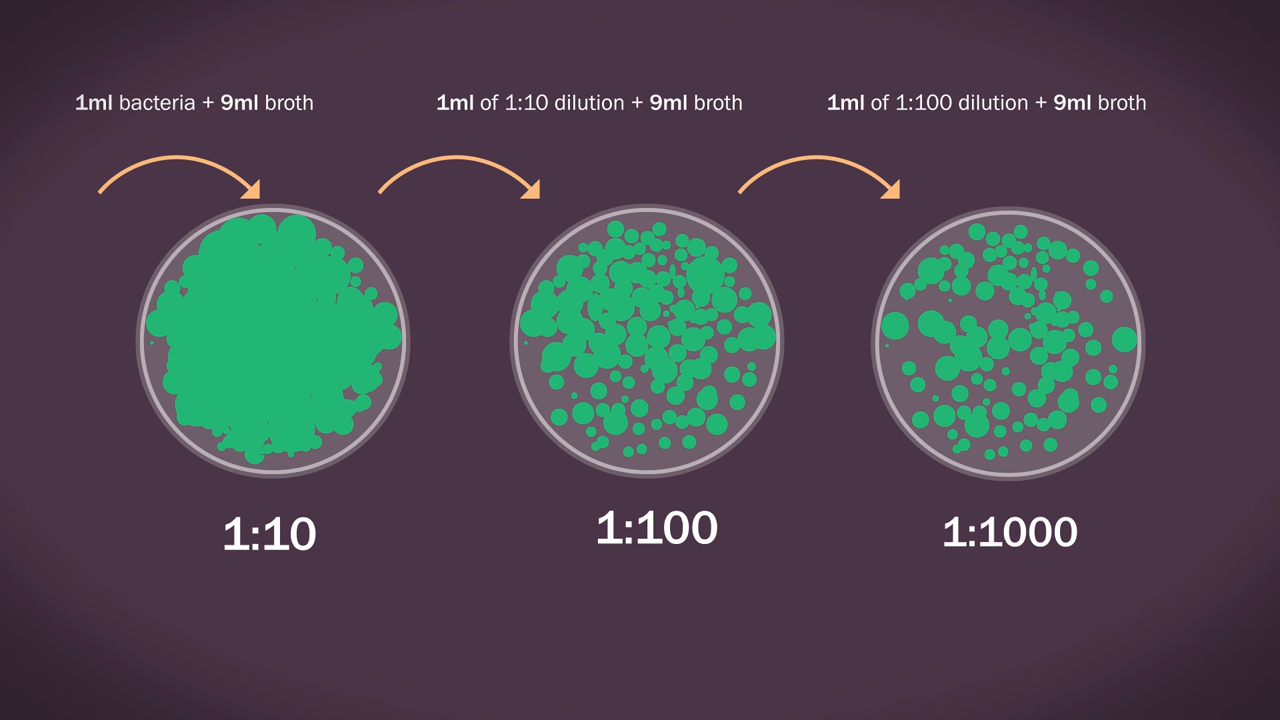 1ml bacteria + 9ml broth
1ml of 1:10 dilution + 9ml broth
1ml of 1:100 dilution + 9ml broth
1:10
1:100
1:1000